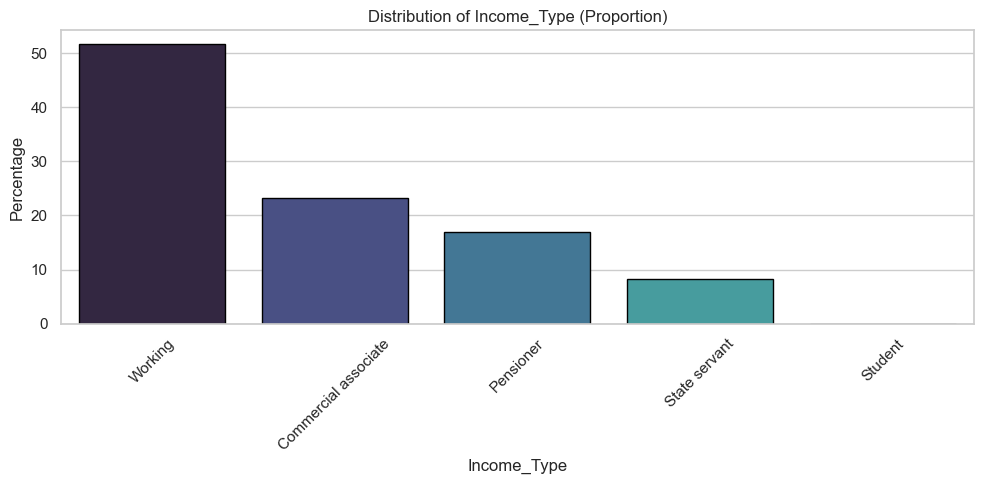 Distribution of Income_Type (Proportion)
Percentage
50
40
30
20
10
0
Working
Commercial associate
Pensioner
State servant
Student
Income_Type